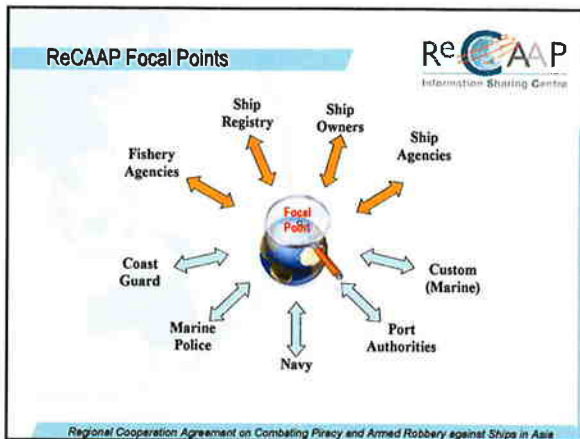 ReCAAP Focal Points
ReCAAP
Information Sharing Centre
Ship
Registry
Ship
Owners
Fishery
Agencies
Ship
Agencies
Focal
Point
Coast
Guard
Custom
(Marine)
Marine
Police
Port
Authorities
Navy
Regional Cooperation Agreement on Combating Piracy and Armed Robbery against Ships in Asia